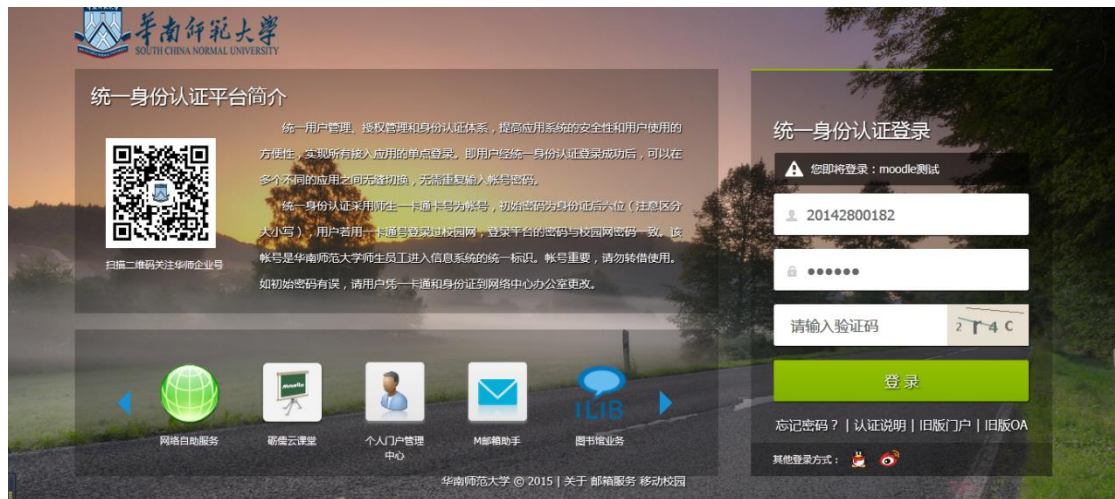 華南師範大學
SOUTH CHINA NORMAL UNIVERSITY
统一身份认证平台简介
统一用户管理、授权管理和身份认证体系，提高应用系统的安全性和用户使用的
方便性，实现所有接入应用的单点登录。即用户经统一身份认证登录成功后，可以在
多个不同的应用之间无缝切换，无需重复输入帐号密码。
统一身份认证采用师生一卡通卡号为帐号，初始密码为身份证后六位（注意区分
大小写），用户若用一卡通号登录过校园网，登录平台的密码与校园网密码一致。该
帐号是华南师范大学师生员工进入信息系统的统一标识。帐号重要，请勿转借使用。
如初始密码有误，请用户凭一卡通和身份证到网络中心办公室更改。
扫描二维码关注华师企业号
统一身份认证登录
您即将登录：moodle测试
20142800182
请输入验证码
2 r 4 C
登 录
忘记密码？ | 认证说明 | 旧版门户 | 旧版OA
其他登录方式：
Moodle
ILIB
网络自助服务
砺儒云课堂
个人门户管理
中心
M邮箱助手
图书馆业务
华南师范大学 © 2015 | 关于 邮箱服务 移动校园